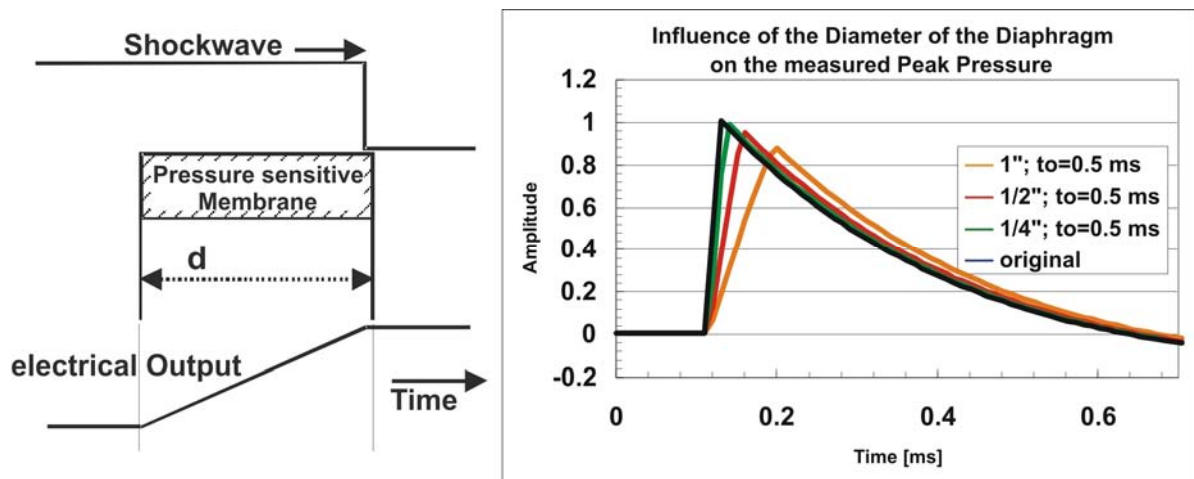 Shockwave
Pressure sensitive
Membrane
d
electrical Output
Time
Influence of the Diameter of the Diaphragm
on the measured Peak Pressure
1.2
1
0.8
0.6
0.4
0.2
0
-0.2
Amplitude
1"; to=0.5 ms
1/2"; to=0.5 ms
1/4"; to=0.5 ms
original
0
0.2
0.4
0.6
Time [ms]